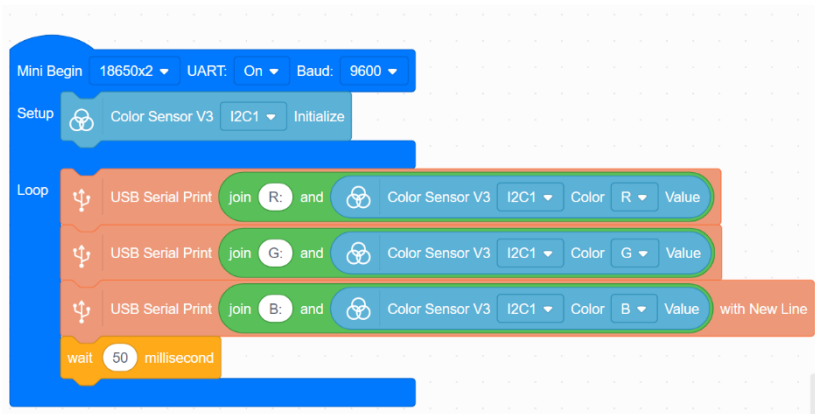 Mini Begin 18650x2 UART: On Baud: 9600
Setup Color Sensor V3 I2C1 Initialize
Loop USB Serial Print join R: and Color Sensor V3 I2C1 Color R Value
USB Serial Print join G: and Color Sensor V3 I2C1 Color G Value
USB Serial Print join B: and Color Sensor V3 I2C1 Color B Value with New Line
wait 50 millisecond